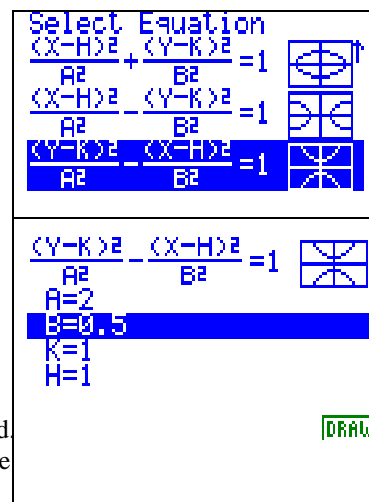 Select Equation
(X-H)²/A² + (Y-K)²/B² =1
(X-H)²/A² - (Y-K)²/B² =1
(Y-K)²/A² - (X-H)²/B² =1
(Y-K)²/A² - (X-H)²/B² =1
A=2
B=0.5
K=1
H=1
d.
DRAW
e